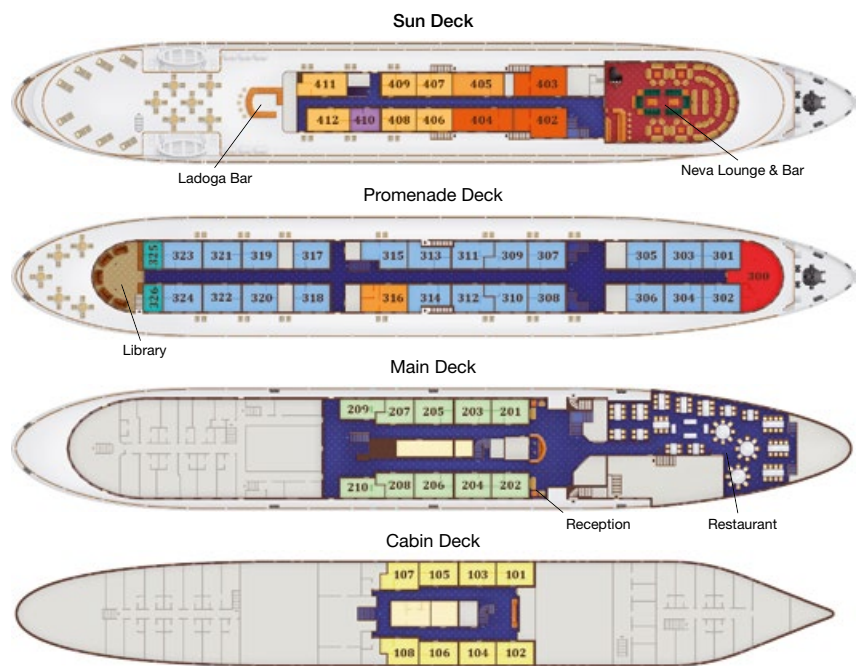 Sun Deck
411 409 407 405 403
412 410 408 406 404 402
Ladoga Bar
Neva Lounge & Bar
Promenade Deck
325 323 321 319 317 315 313 311 309 307 305 303 301
300
326 324 322 320 318 316 314 312 310 308 306 304 302
Library
Main Deck
209 207 205 203 201
210 208 206 204 202
Reception
Restaurant
Cabin Deck
107 105 103 101
108 106 104 102